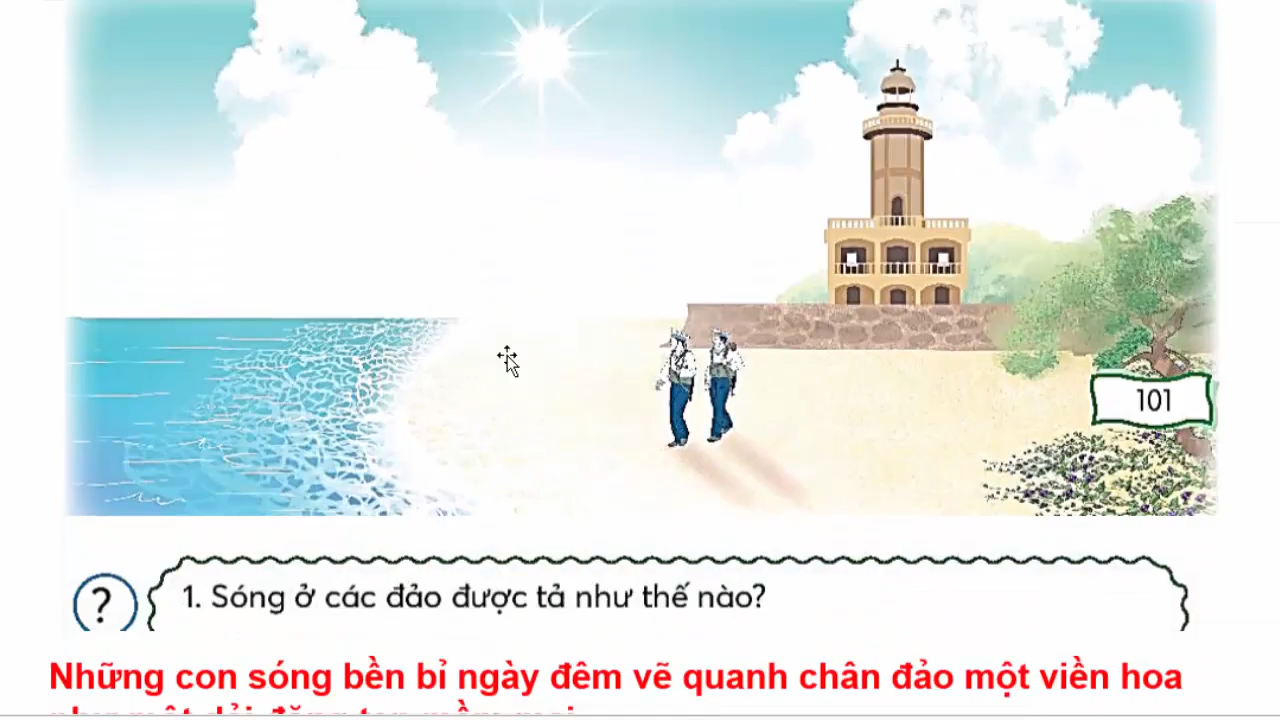 101
?
1. Sóng ở các đảo được tả như thế nào?
Những con sóng bền bỉ ngày đêm vẽ quanh chân đảo một viền hoa